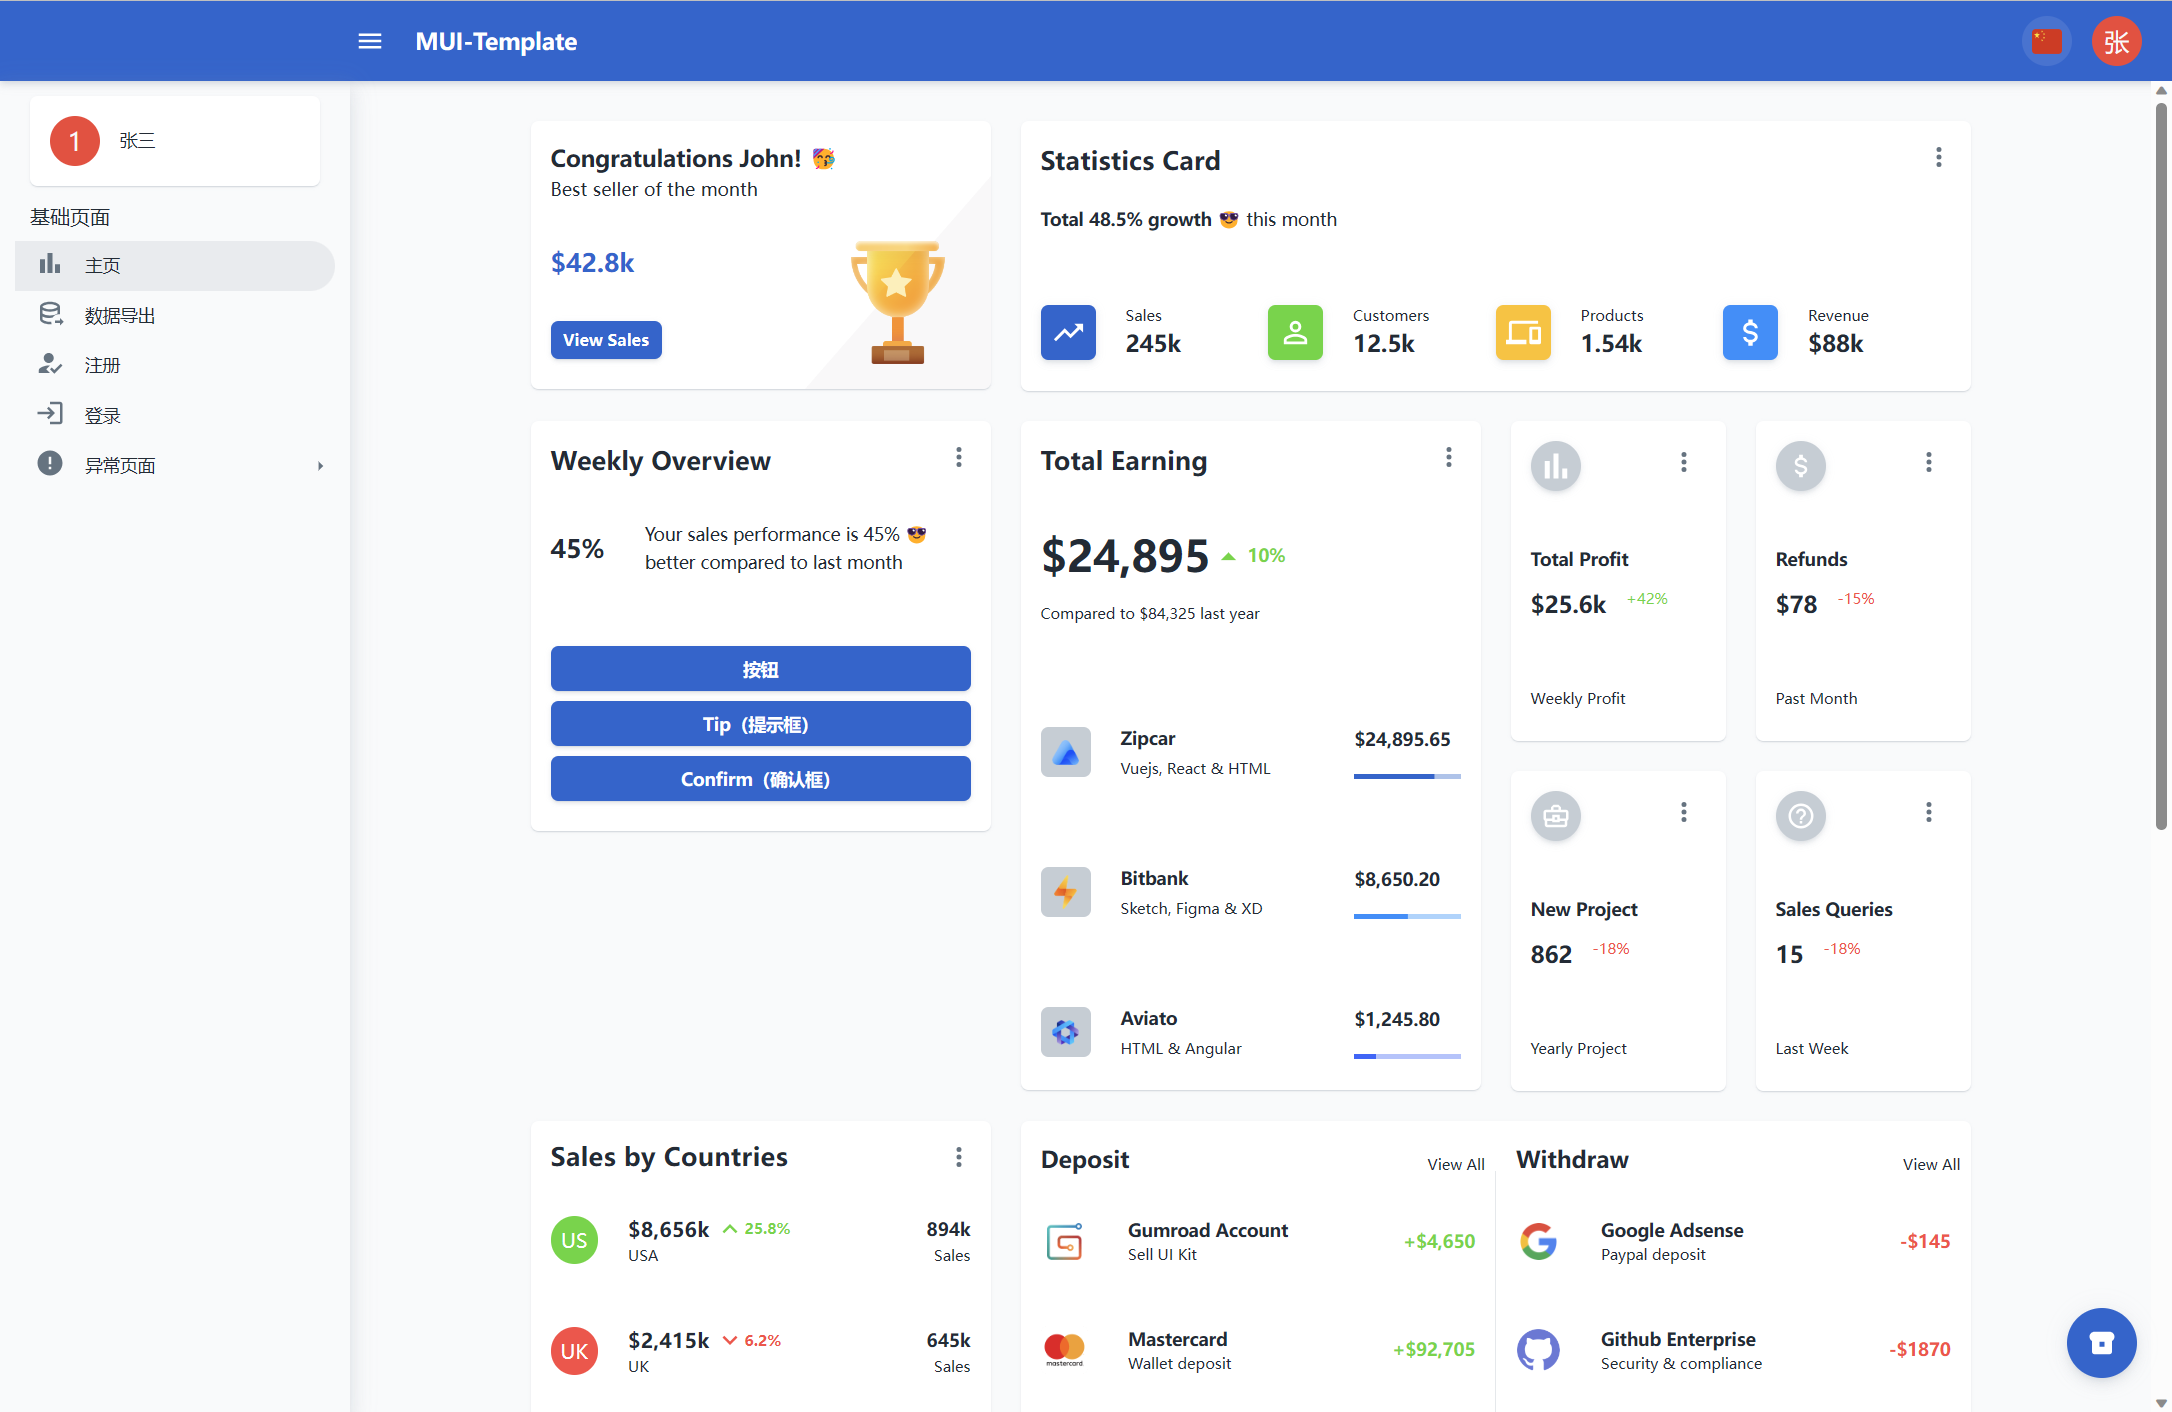 MUI-Template
张
1
张三
基础页面
主页
数据导出
注册
登录
异常页面
Congratulations John! 🥳
Best seller of the month
$42.8k
View Sales
Statistics Card
Total 48.5% growth 😎 this month
Sales
245k
Customers
12.5k
Products
1.54k
Revenue
$88k
Weekly Overview
45%
Your sales performance is 45% 😎
better compared to last month
按钮
Tip（提示框）
Confirm（确认框）
Total Earning
$24,895 10%
Compared to $84,325 last year
Zipcar
Vuejs, React & HTML
$24,895.65
Bitbank
Sketch, Figma & XD
$8,650.20
Aviato
HTML & Angular
$1,245.80
Total Profit
$25.6k +42%
Weekly Profit
Refunds
$78 -15%
Past Month
New Project
862 -18%
Yearly Project
Sales Queries
15 -18%
Last Week
Sales by Countries
US
$8,656k 25.8%
USA
894k
Sales
UK
$2,415k 6.2%
UK
645k
Sales
Deposit
View All
Gumroad Account
Sell UI Kit
+$4,650
mastercard
Mastercard
Wallet deposit
+$92,705
Withdraw
View All
Google Adsense
Paypal deposit
-$145
Github Enterprise
Security & compliance
-$1870